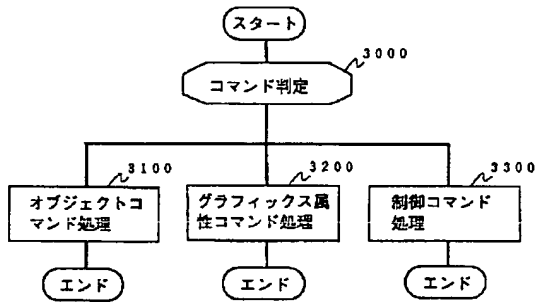 スタート
3000
コマンド判定
3100
オブジェクトコ
マンド処理
3200
グラフィックス属
性コマンド処理
3300
制御コマンド
処理
エンド
エンド
エンド